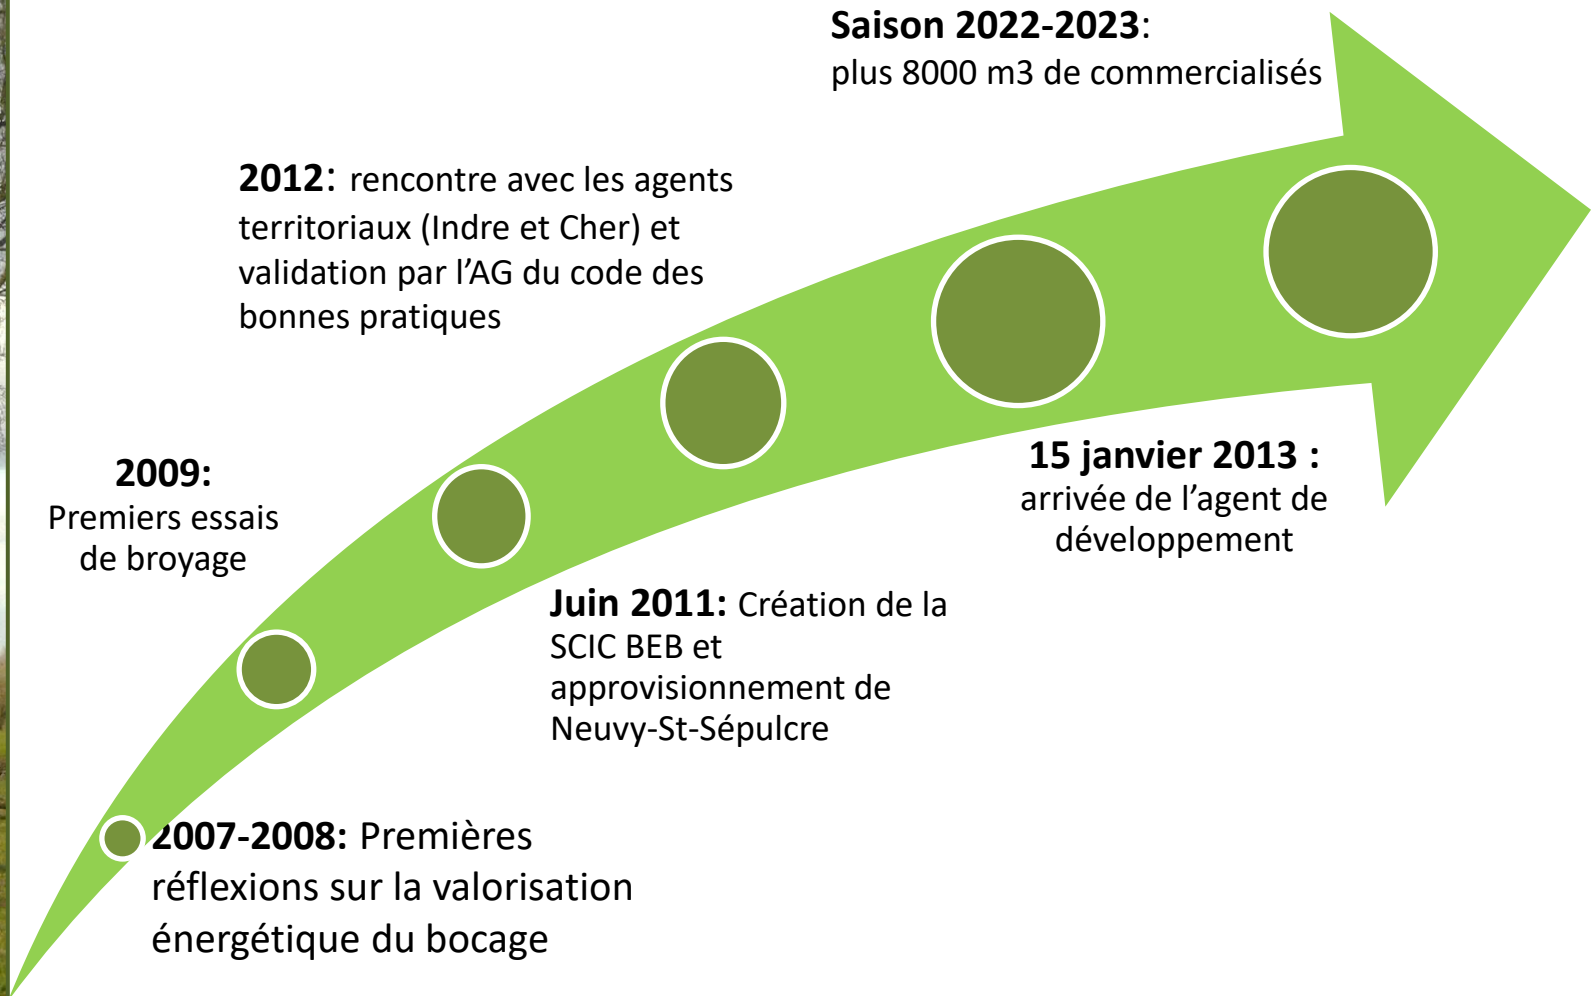 Saison 2022-2023:
plus 8000 m3 de commercialisés
2012: rencontre avec les agents
territoriaux (Indre et Cher) et
validation par l’AG du code des
bonnes pratiques
2009:
Premiers essais
de broyage
15 janvier 2013 :
arrivée de l’agent de
développement
Juin 2011: Création de la
SCIC BEB et
approvisionnement de
Neuvy-St-Sépulcre
2007-2008: Premières
réflexions sur la valorisation
énergétique du bocage